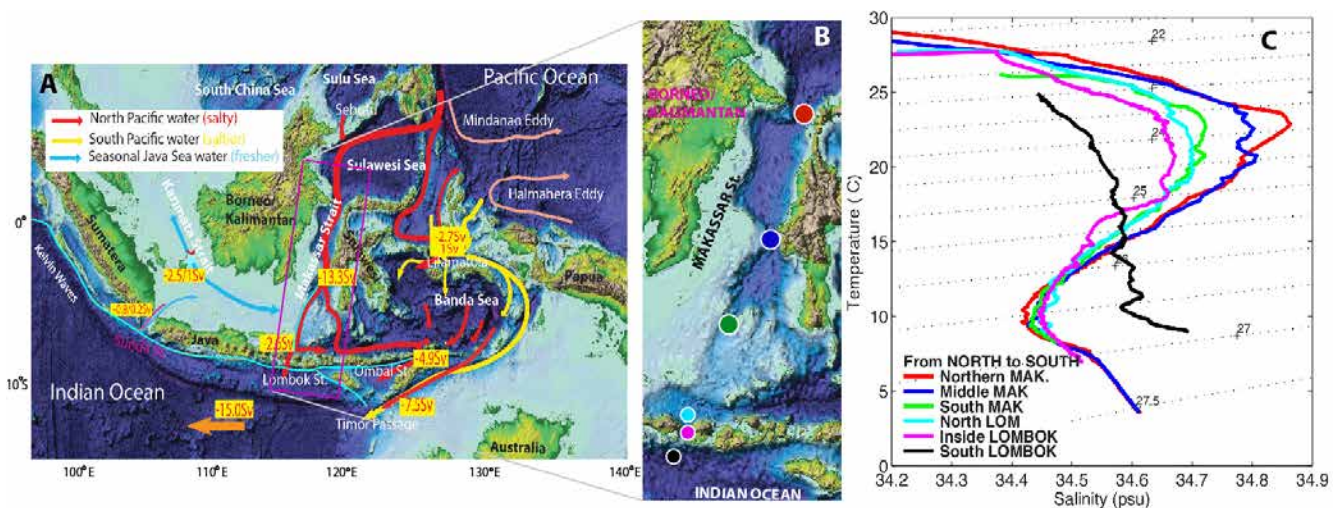 A
Sulu Sea
Pacific Ocean
South China Sea
Sebutu
North Pacific water (salty)
South Pacific water (saltier)
Seasonal Java Sea water (fresher)
Mindanao Eddy
Sulawesi Sea
Halmahera Eddy
Karimata Strait
Borneo/
Kalimantan
Makassar Strait
Sumatera
0°
-2.75v
-2.5/1Sv
-13.3Sv
Papua
Kelvin Waves
Banda Sea
Java
-4.9Sv
Lombok St.
Ombai St.
10°S
Indian Ocean
-7.5Sv
-15.0Sv
Timor Passage
Australia
100°E
110°E
120°E
130°E
140°E
B
BORNEO/
KALIMANTAN
MAKASSAR St.
INDIAN OCEAN
C
30
25
20
15
10
5
0
Temperature ( C)
22
24
25
27
27.5
From NORTH to SOUTH
Northern MAK.
Middle MAK
South MAK
North LOM
Inside LOMBOK
South LOMBOK
34.2
34.3
34.4
34.5
34.6
34.7
34.8
34.9
Salinity (psu)